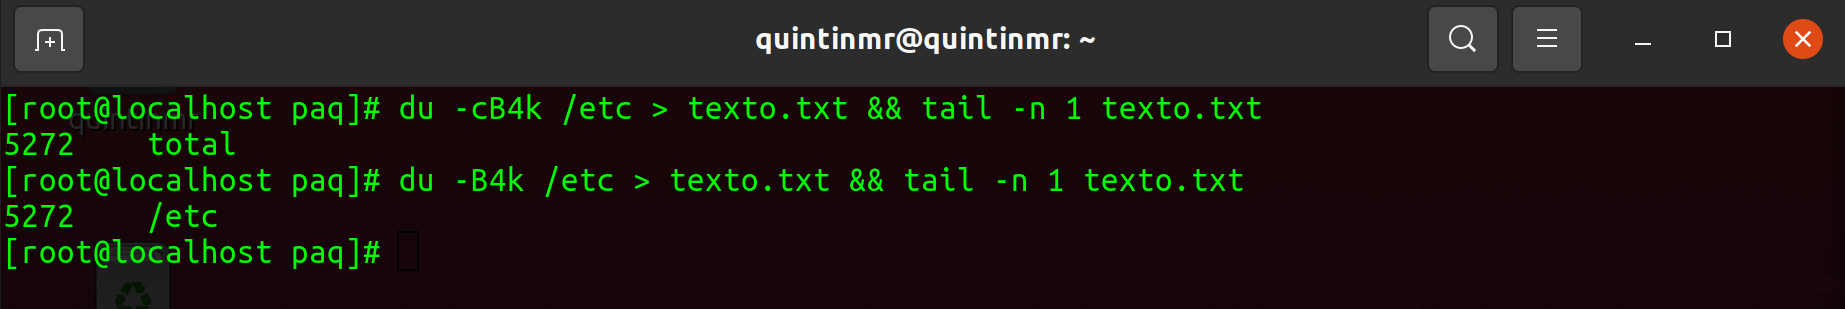 quintinmr@quintinmr: ~
[root@localhost paq]# du -cB4k /etc > texto.txt && tail -n 1 texto.txt
quintinmr
5272    total
[root@localhost paq]# du -B4k /etc > texto.txt && tail -n 1 texto.txt
5272    /etc
[root@localhost paq]#